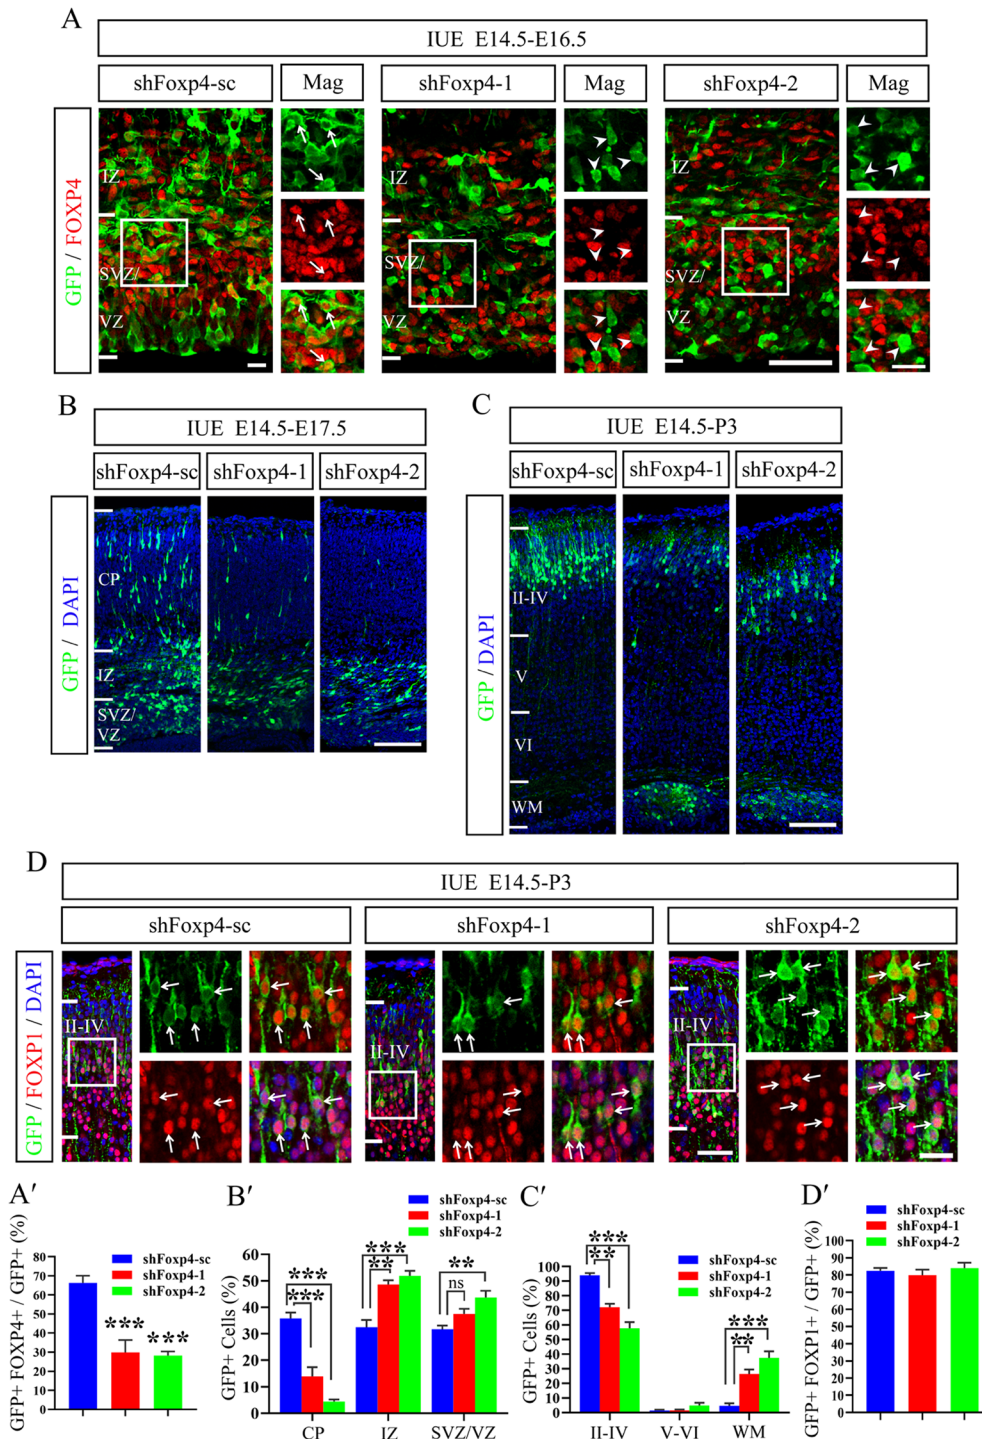 A
IUE E14.5-E16.5
shFoxp4-sc Mag shFoxp4-1 Mag shFoxp4-2 Mag
GFP / FOXP4
IZ IZ IZ
SVZ/ SVZ/ SVZ/
VZ VZ VZ
B
IUE E14.5-E17.5
shFoxp4-sc shFoxp4-1 shFoxp4-2
GFP / DAPI
CP
IZ
SVZ/
VZ
C
IUE E14.5-P3
shFoxp4-sc shFoxp4-1 shFoxp4-2
GFP / DAPI
II-IV
V
VI
WM
D
IUE E14.5-P3
shFoxp4-sc shFoxp4-1 shFoxp4-2
GFP / FOXP1 / DAPI
II-IV II-IV II-IV
A′
GFP+ FOXP4+ / GFP+ (%)
80
70
60
50
40
30
20
10
0
shFoxp4-sc
shFoxp4-1
shFoxp4-2
*** ***
B′
shFoxp4-sc
shFoxp4-1
shFoxp4-2
GFP+ Cells (%)
60
50
40
30
20
10
0
***
***
***
**
**
ns
CP IZ SVZ/VZ
C′
shFoxp4-sc
shFoxp4-1
shFoxp4-2
GFP+ Cells (%)
100
90
80
70
60
50
40
30
20
10
0
***
**
***
**
II-IV V-VI WM
D′
shFoxp4-sc
shFoxp4-1
shFoxp4-2
GFP+ FOXP1+ / GFP+ (%)
100
90
80
70
60
50
40
30
20
10
0